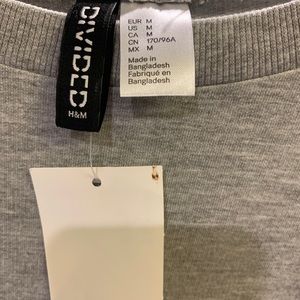 DIVIDED
H&M
EUR M
US M
CA M
CN 170/96A
MX M
Made in
Bangladesh
Fabriqué en
Bangladesh